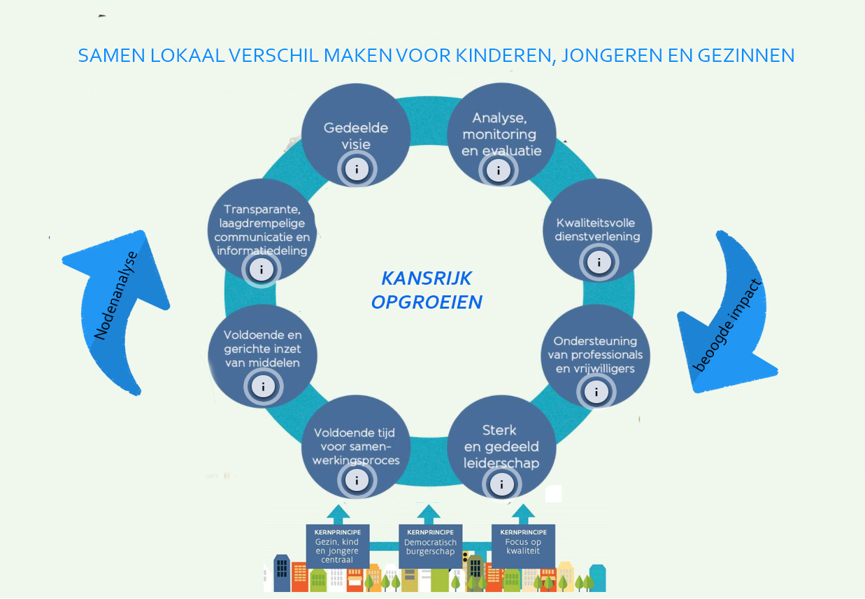 SAMEN LOKAAL VERSCHIL MAKEN VOOR KINDEREN, JONGEREN EN GEZINNEN
Gedeelde
visie
i
Analyse,
monitoring
en evaluatie
i
Transparante,
laagdrempelige
communicatie en
informatiedeling
i
Kwaliteitsvolle
dienstverlening
i
Nodenanalyse
KANSRIJK
OPGROEIEN
beoogde impact
Voldoende en
gerichte inzet
van middelen
i
Ondersteuning
van professionals
en vrijwilligers
i
Voldoende tijd
voor samen-
werkingsproces
i
Sterk
en gedeeld
leiderschap
i
KERNPRINCIPE
Gezin, kind
en jongere
centraal
KERNPRINCIPE
Democratisch
burgerschap
KERNPRINCIPE
Focus op
kwaliteit